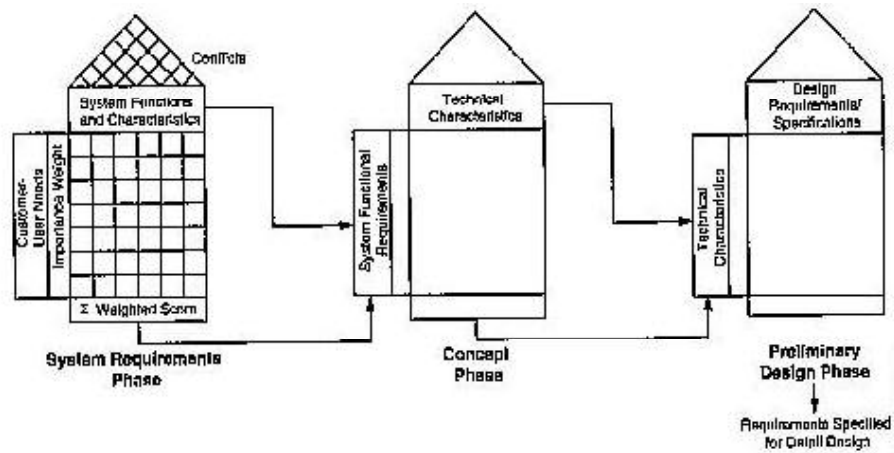 Conflicts
System Functions
and Characteristics
Customer-
User Needs
Importance Weight
Σ Weighted Score
System Requirements
Phase
Technical
Characteristics
System Functional
Requirements
Concept
Phase
Design
Requirements/
Specifications
Technical
Characteristics
Preliminary
Design Phase
Requirements Specified
for Detail Design